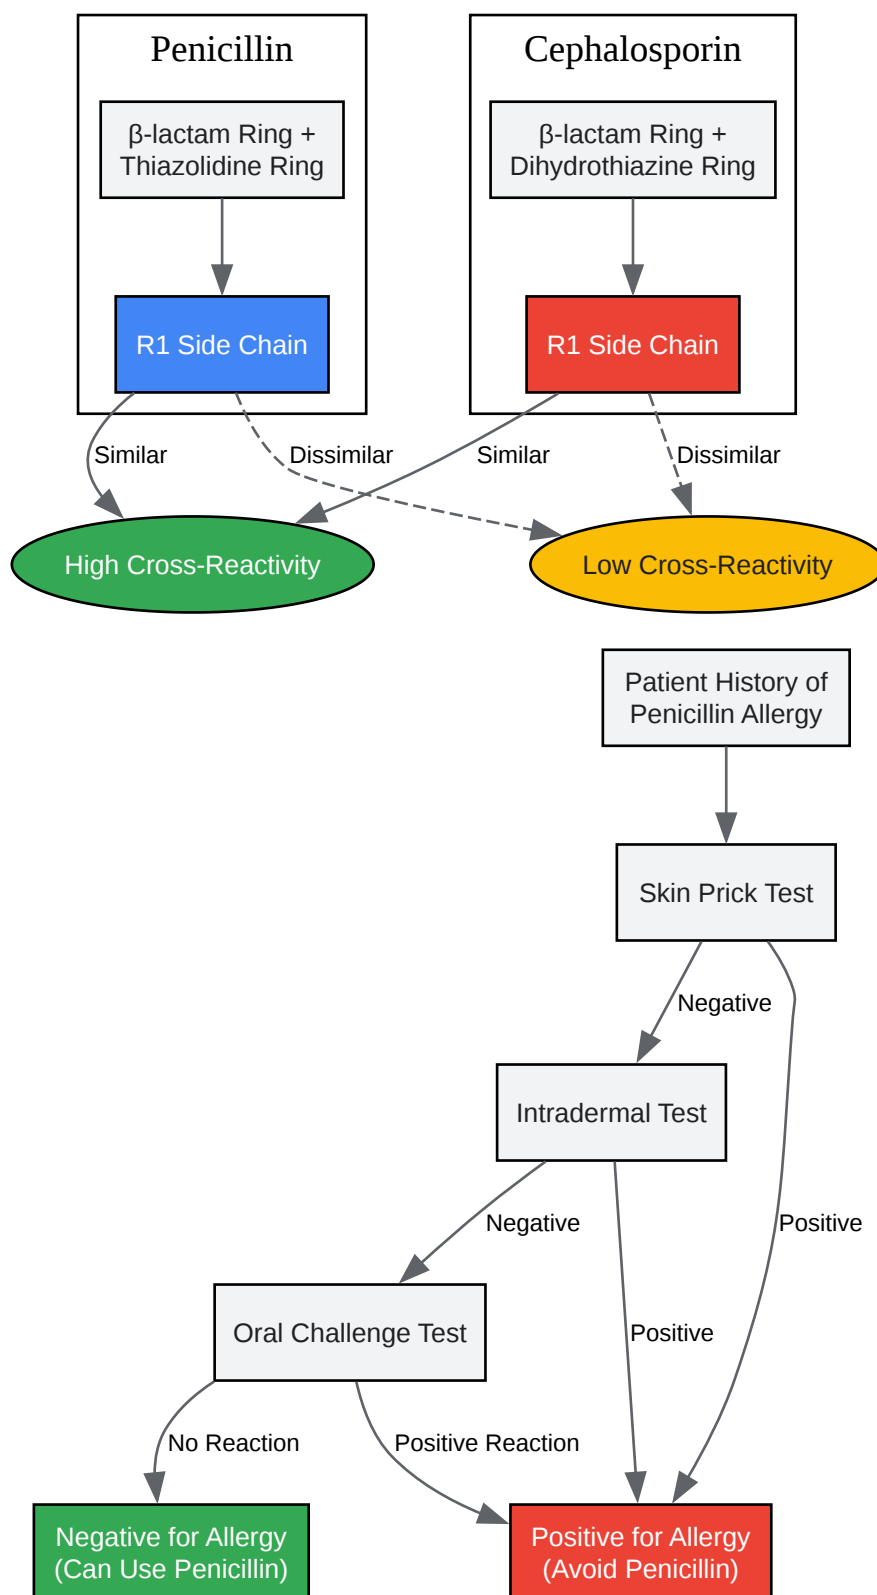 Penicillin
Cephalosporin
β-lactam Ring +
Thiazolidine Ring
β-lactam Ring +
Dihydrothiazine Ring
R1 Side Chain
R1 Side Chain
Similar
Dissimilar
Similar
Dissimilar
High Cross-Reactivity
Low Cross-Reactivity
Patient History of
Penicillin Allergy
Skin Prick Test
Negative
Intradermal Test
Negative
Positive
Oral Challenge Test
Positive
No Reaction
Positive Reaction
Negative for Allergy
(Can Use Penicillin)
Positive for Allergy
(Avoid Penicillin)